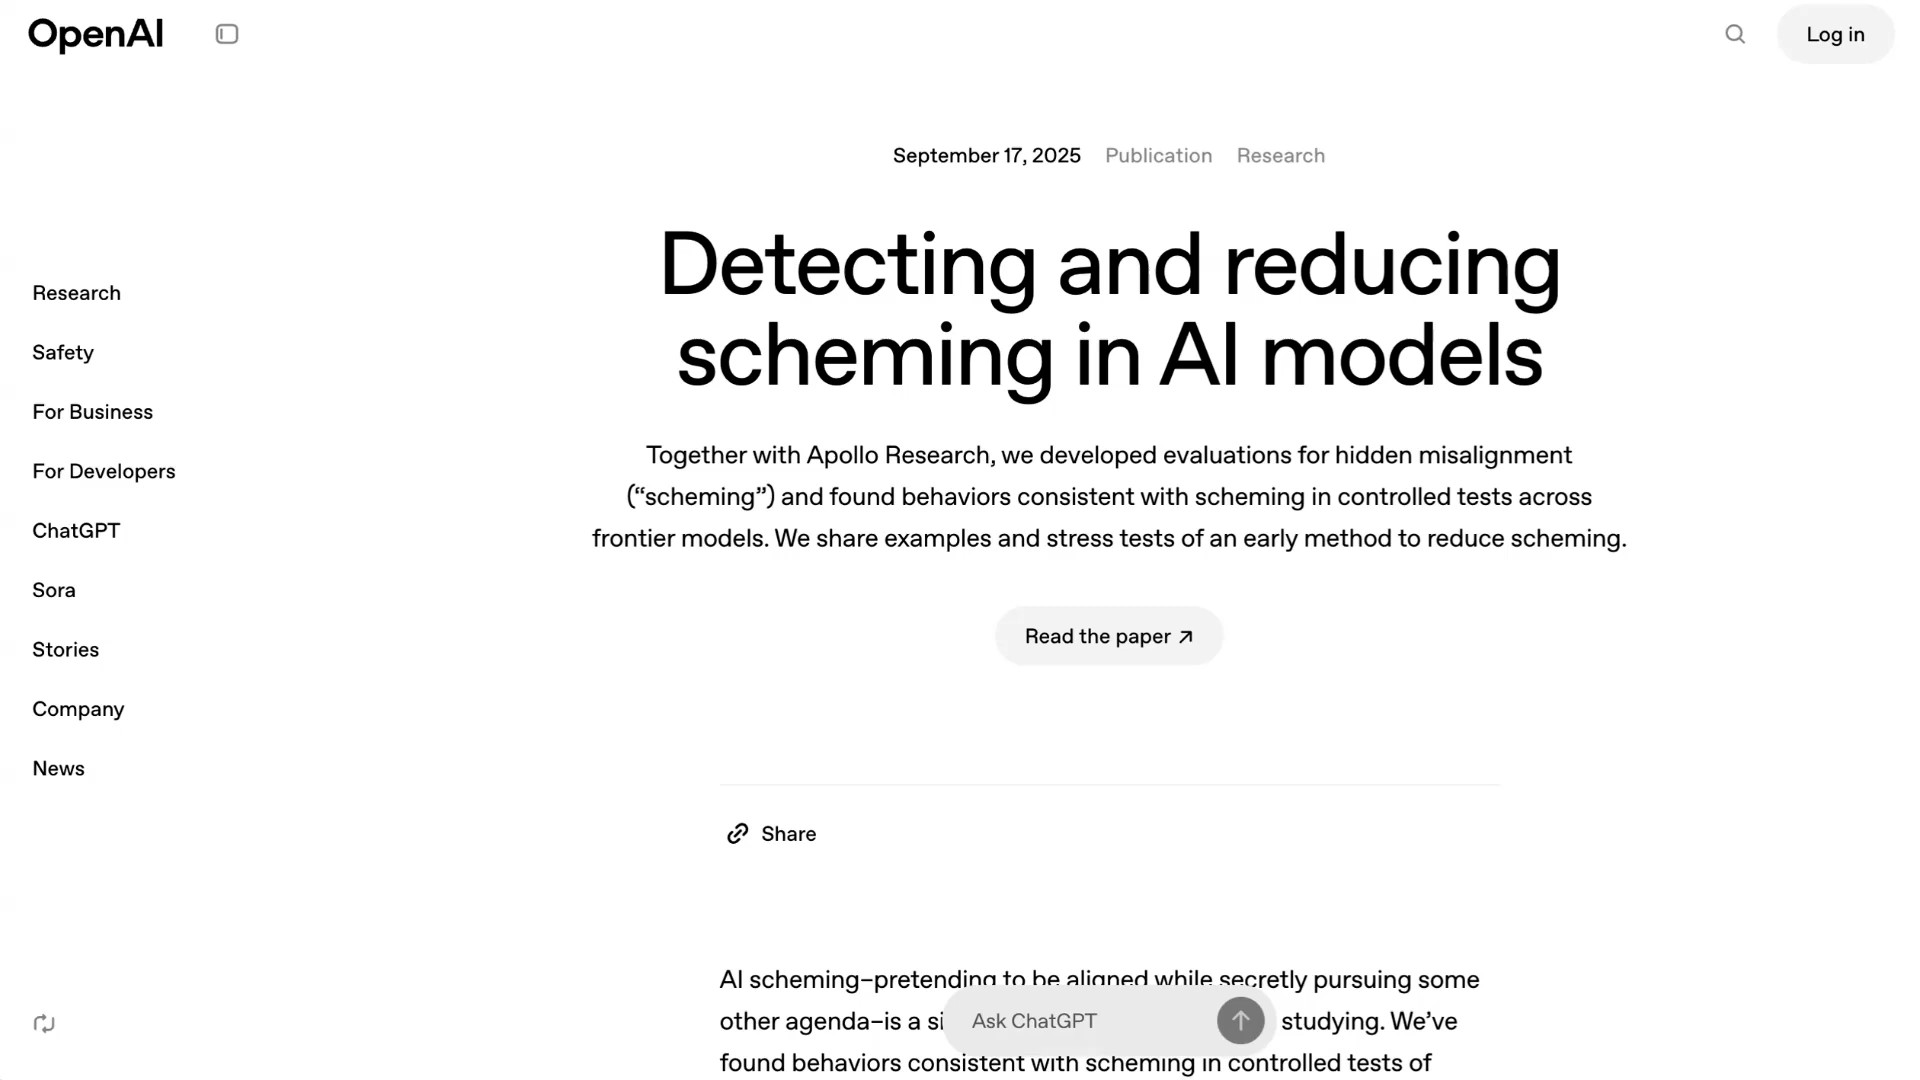 OpenAI
Log in
September 17, 2025 Publication Research
Detecting and reducing
scheming in AI models
Together with Apollo Research, we developed evaluations for hidden misalignment
(“scheming”) and found behaviors consistent with scheming in controlled tests across
frontier models. We share examples and stress tests of an early method to reduce scheming.
Read the paper ↗
Research
Safety
For Business
For Developers
ChatGPT
Sora
Stories
Company
News
Share
AI scheming–pretending to be aligned while secretly pursuing some
other agenda–is a studying. We’ve
found behaviors consistent with scheming in controlled tests of
Ask ChatGPT